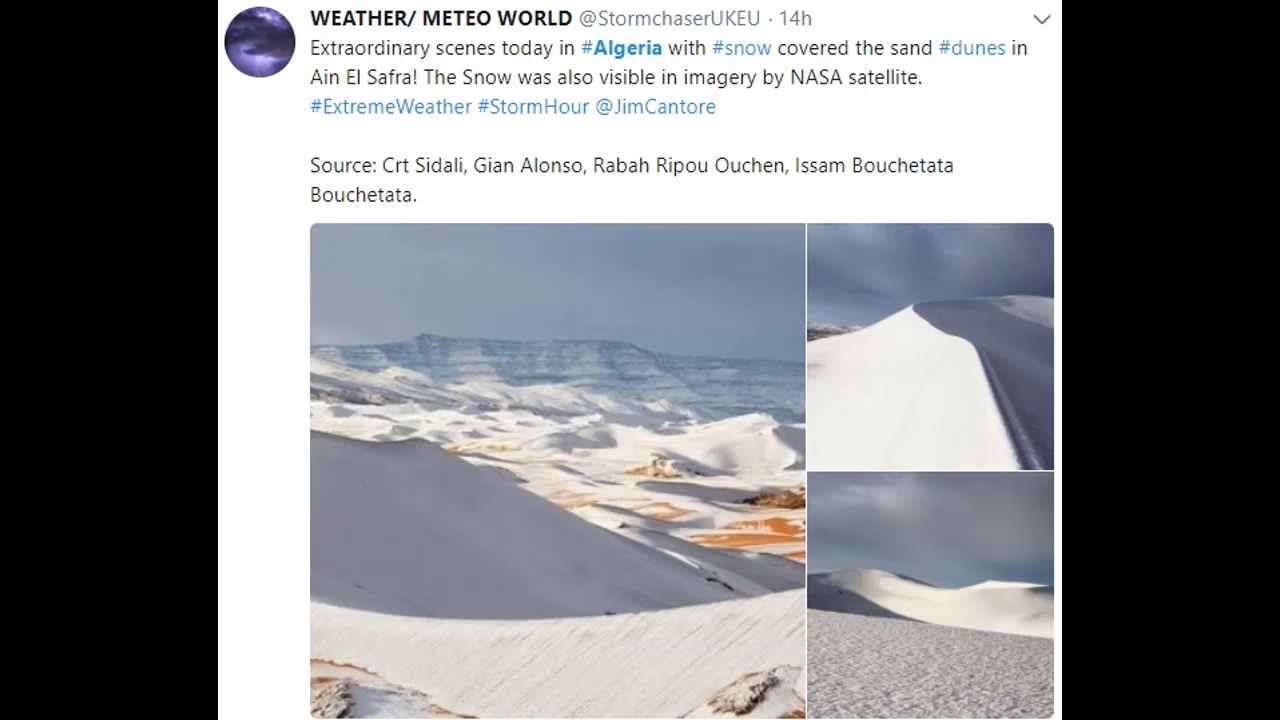 WEATHER/ METEO WORLD @StormchaserUKEU · 14h
Extraordinary scenes today in #Algeria with #snow covered the sand #dunes in
Ain El Safra! The Snow was also visible in imagery by NASA satellite.
#ExtremeWeather #StormHour @JimCantore
Source: Crt Sidali, Gian Alonso, Rabah Ripou Ouchen, Issam Bouchetata
Bouchetata.